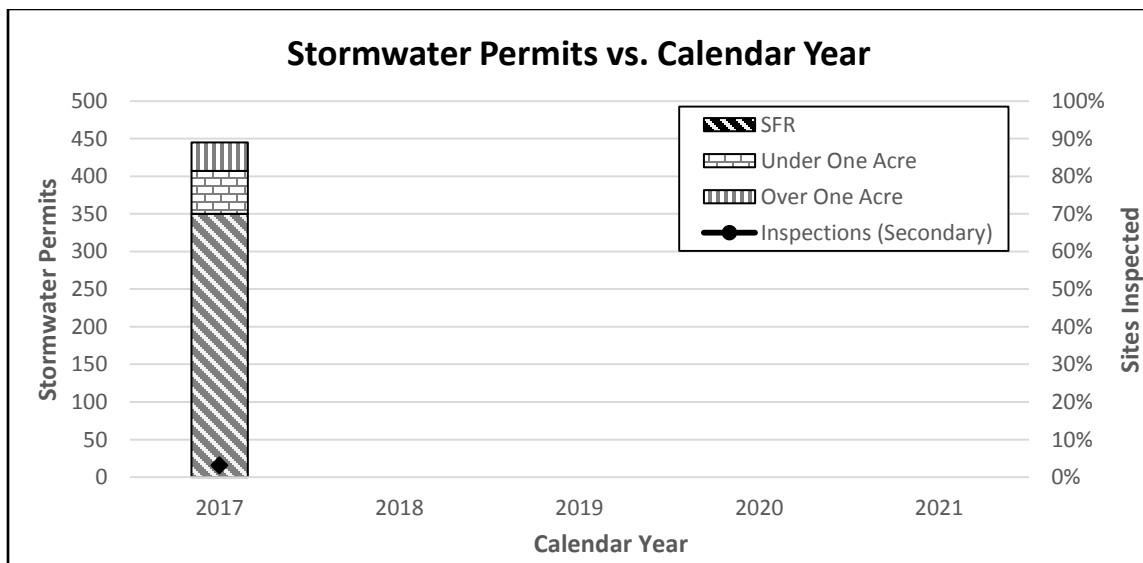 Stormwater Permits vs. Calendar Year
500
450
400
350
300
250
200
150
100
50
0
Stormwater Permits
SFR
Under One Acre
Over One Acre
Inspections (Secondary)
100%
90%
80%
70%
60%
50%
40%
30%
20%
10%
0%
Sites Inspected
2017 2018 2019 2020 2021
Calendar Year